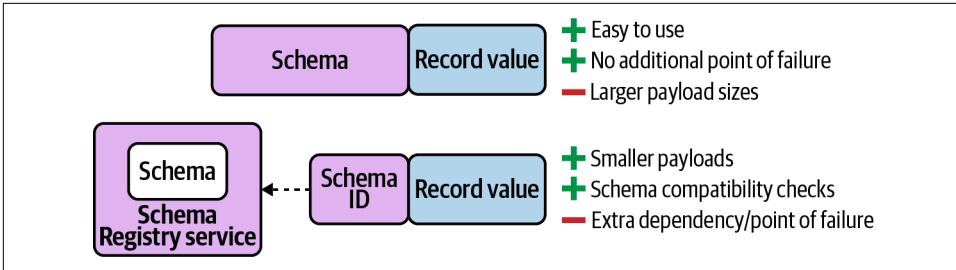 Schema
Record value
Easy to use
No additional point of failure
Larger payload sizes
Schema
Schema
Registry service
Schema
ID
Record value
Smaller payloads
Schema compatibility checks
Extra dependency/point of failure